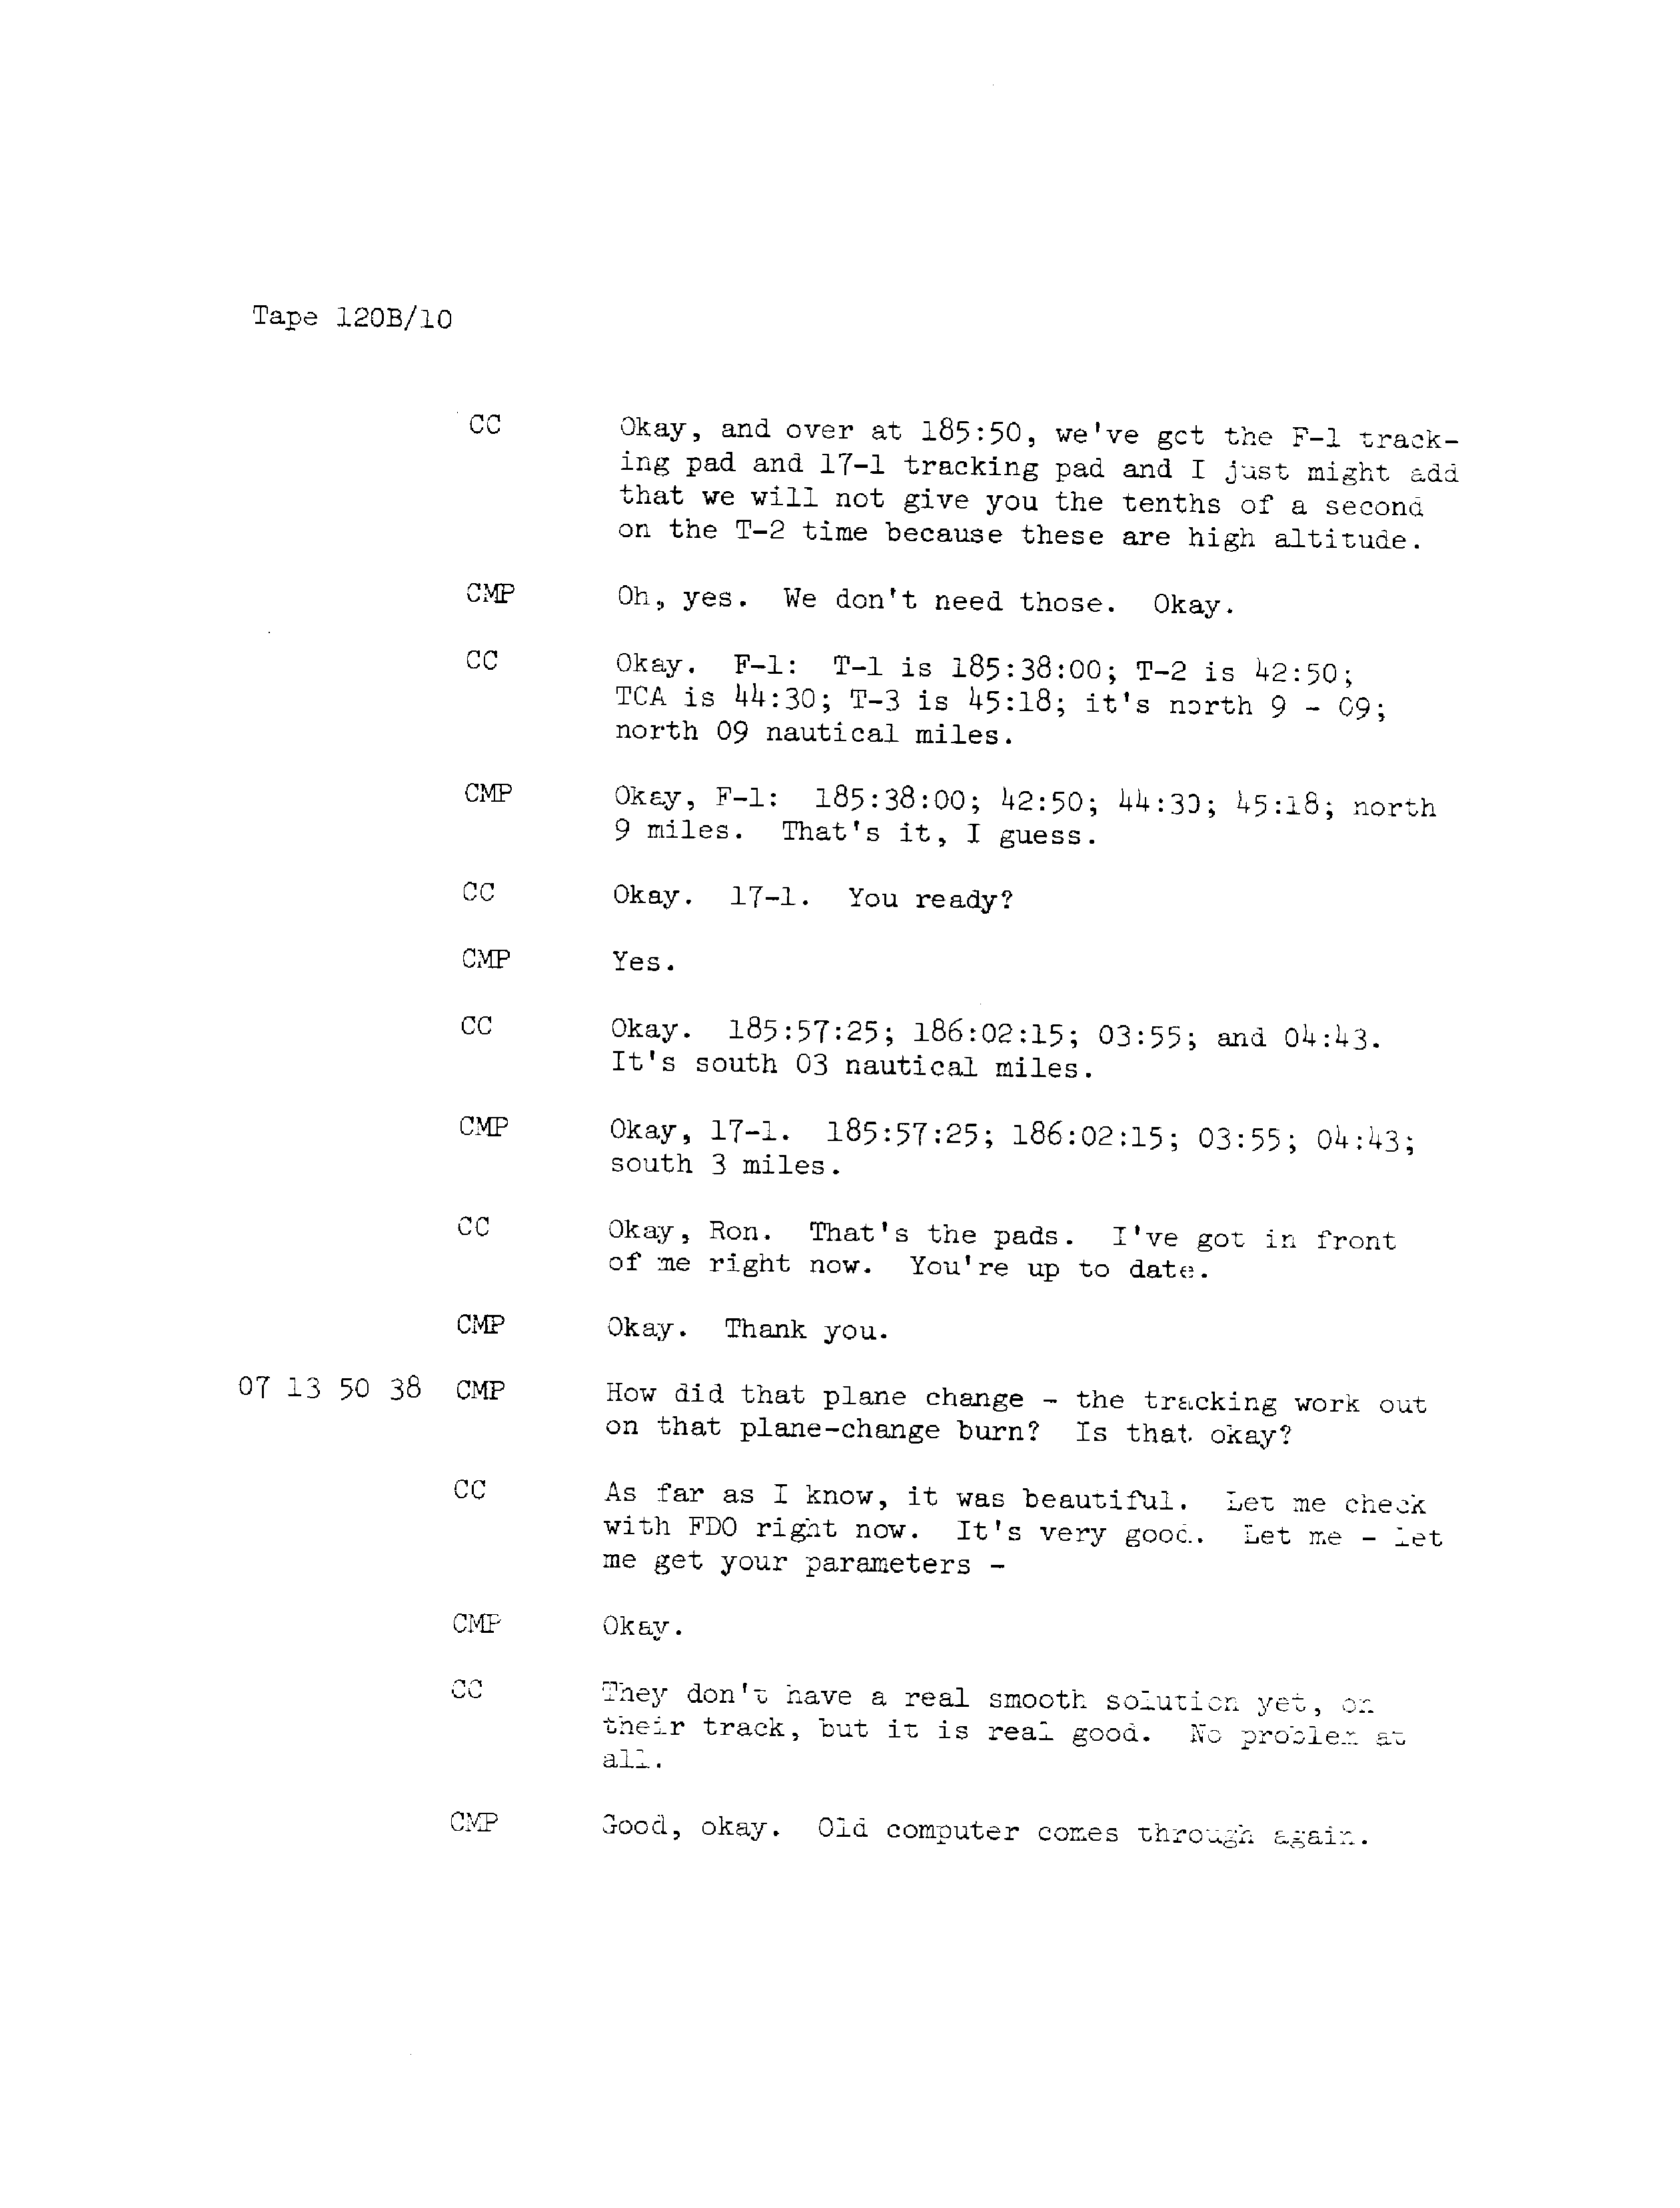 Tape 120B/10
CC Okay, and over at 185:50, we've got the F-1 track-
ing pad and 17-1 tracking pad and I just might add
that we will not give you the tenths of a second
on the T-2 time because these are high altitude.
CMP Oh, yes. We don't need those. Okay.
CC Okay. F-1: T-1 is 185:38:00; T-2 is 42:50;
TCA is 44:30; T-3 is 45:18; it's north 9 - 09;
north 09 nautical miles.
CMP Okay, F-1: 185:38:00; 42:50; 44:30; 45:18; north
9 miles. That's it, I guess.
CC Okay. 17-1. You ready?
CMP Yes.
CC Okay. 185:57:25; 186:02:15; 03:55; and 04:43.
It's south 03 nautical miles.
CMP Okay, 17-1. 185:57:25; 186:02:15; 03:55; 04:43;
south 3 miles.
CC Okay, Ron. That's the pads. I've got in front
of me right now. You're up to date.
CMP Okay. Thank you.
07 13 50 38 CMP How did that plane change - the tracking work out
on that plane-change burn? Is that okay?
CC As far as I know, it was beautiful. Let me check
with FDO right now. It's very good. Let me - let
me get your parameters -
CMP Okay.
CC They don't have a real smooth solution yet, on
their track, but it is real good. No problem at
all.
CMP Good, okay. Old computer comes through again.